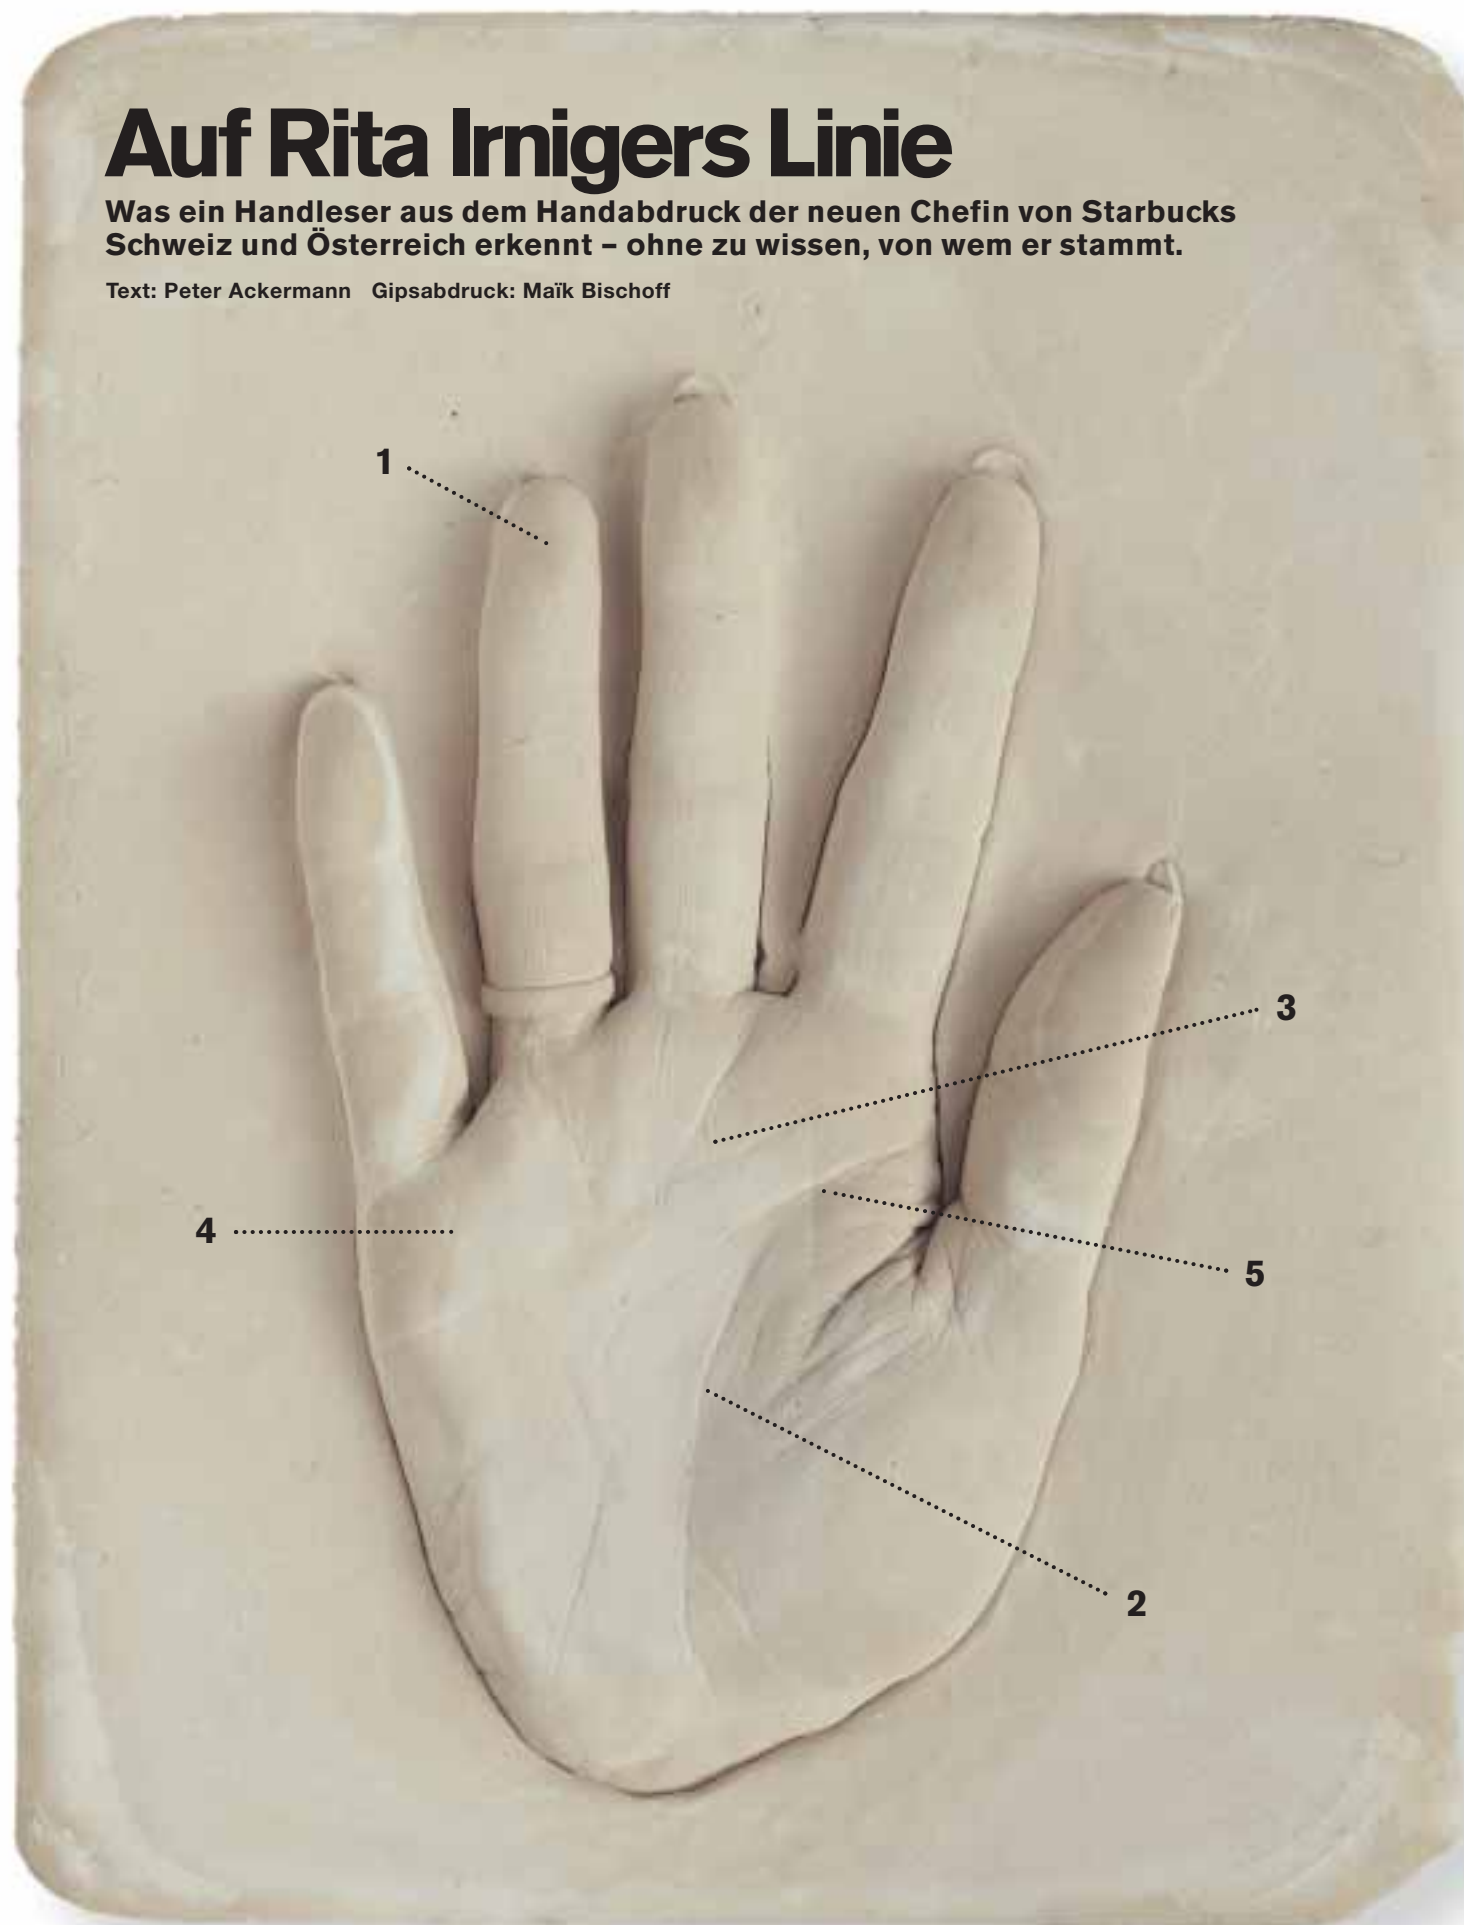 Auf Rita Irnigers Linie
Was ein Handleser aus dem Handabdruck der neuen Chefin von Starbucks
Schweiz und Österreich erkennt – ohne zu wissen, von wem er stammt.
Text: Peter Ackermann Gipsabdruck: Maïk Bischoff
1
3
4
5
2